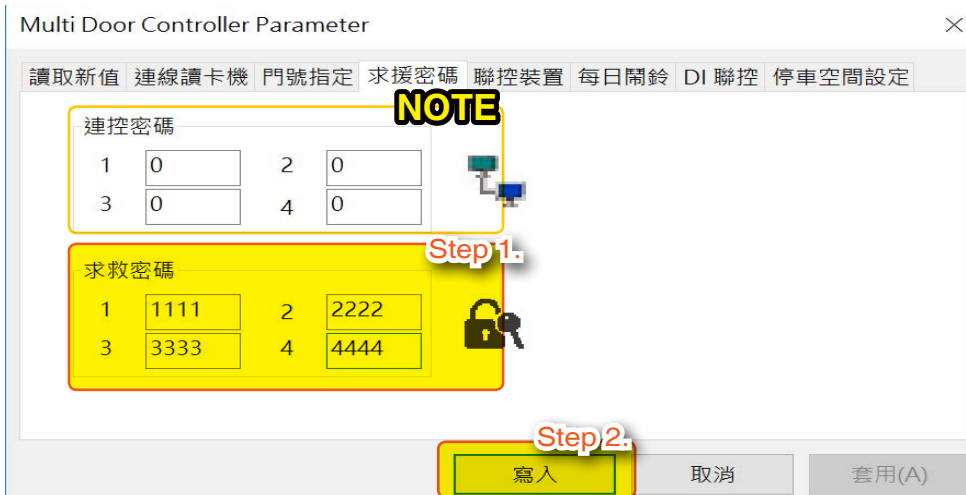 Multi Door Controller Parameter
讀取新值 連線讀卡機 門號指定 求援密碼 聯控裝置 每日鬧鈴 DI 聯控 停車空間設定
NOTE
連控密碼
1 0 2 0
3 0 4 0
Step 1.
求救密碼
1 1111 2 2222
3 3333 4 4444
Step 2.
寫入 取消 套用(A)